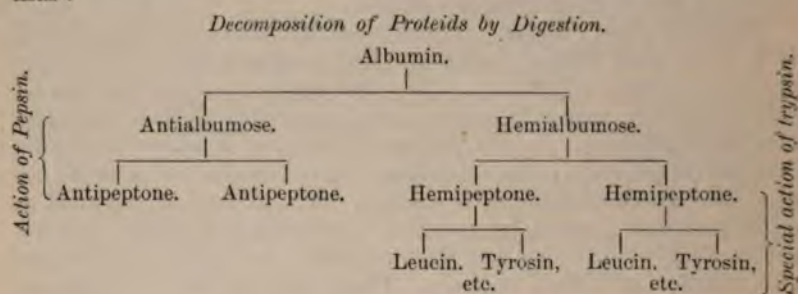 Decomposition of Proteids by Digestion.
Albumin.
Antialbumose. Hemialbumose.
Action of Pepsin.
Antipeptone. Antipeptone. Hemipeptone. Hemipeptone.
Leucin. Tyrosin, Leucin. Tyrosin,
etc. etc.
Special action of trypsin.